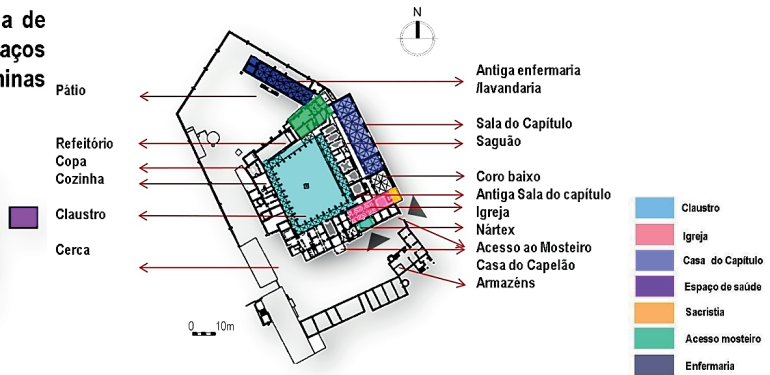 a de
aços
ninas
N
Pátio
Refeitório
Copa
Cozinha
Claustro
Cerca
0 10m
Antiga enfermaria
/lavandaria
Sala do Capítulo
Saguão
Coro baixo
Antiga Sala do capítulo
Igreja
Nártex
Acesso ao Mosteiro
Casa do Capelão
Armazéns
Claustro
Igreja
Casa do Capítulo
Espaço de saúde
Sacristia
Acesso mosteiro
Enfermaria